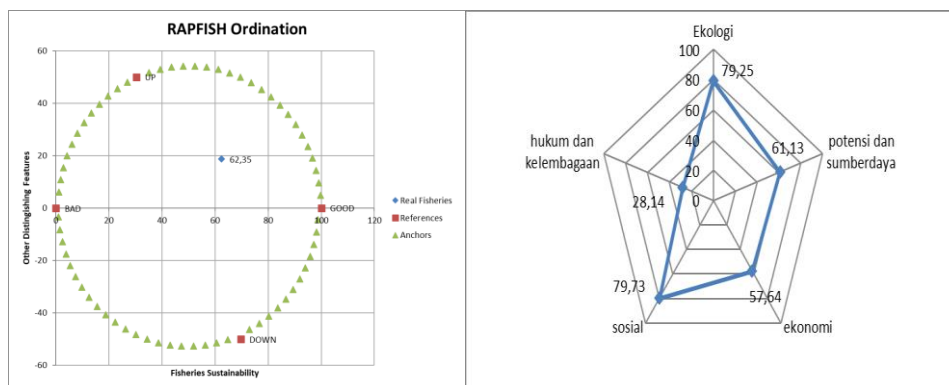 RAPFISH Ordination
60
40
20
0
-20
-40
-60
0 20 40 60 80 100 120
UP
62,35
BAD
GOOD
DOWN
Other Distingishing Features
Fisheries Sustainability
Real Fisheries
References
Anchors
Ekologi
100
80
60
40
20
0
79,25
hukum dan
kelembagaan
potensi dan
sumberdaya
61,13
28,14
79,73
57,64
sosial
ekonomi